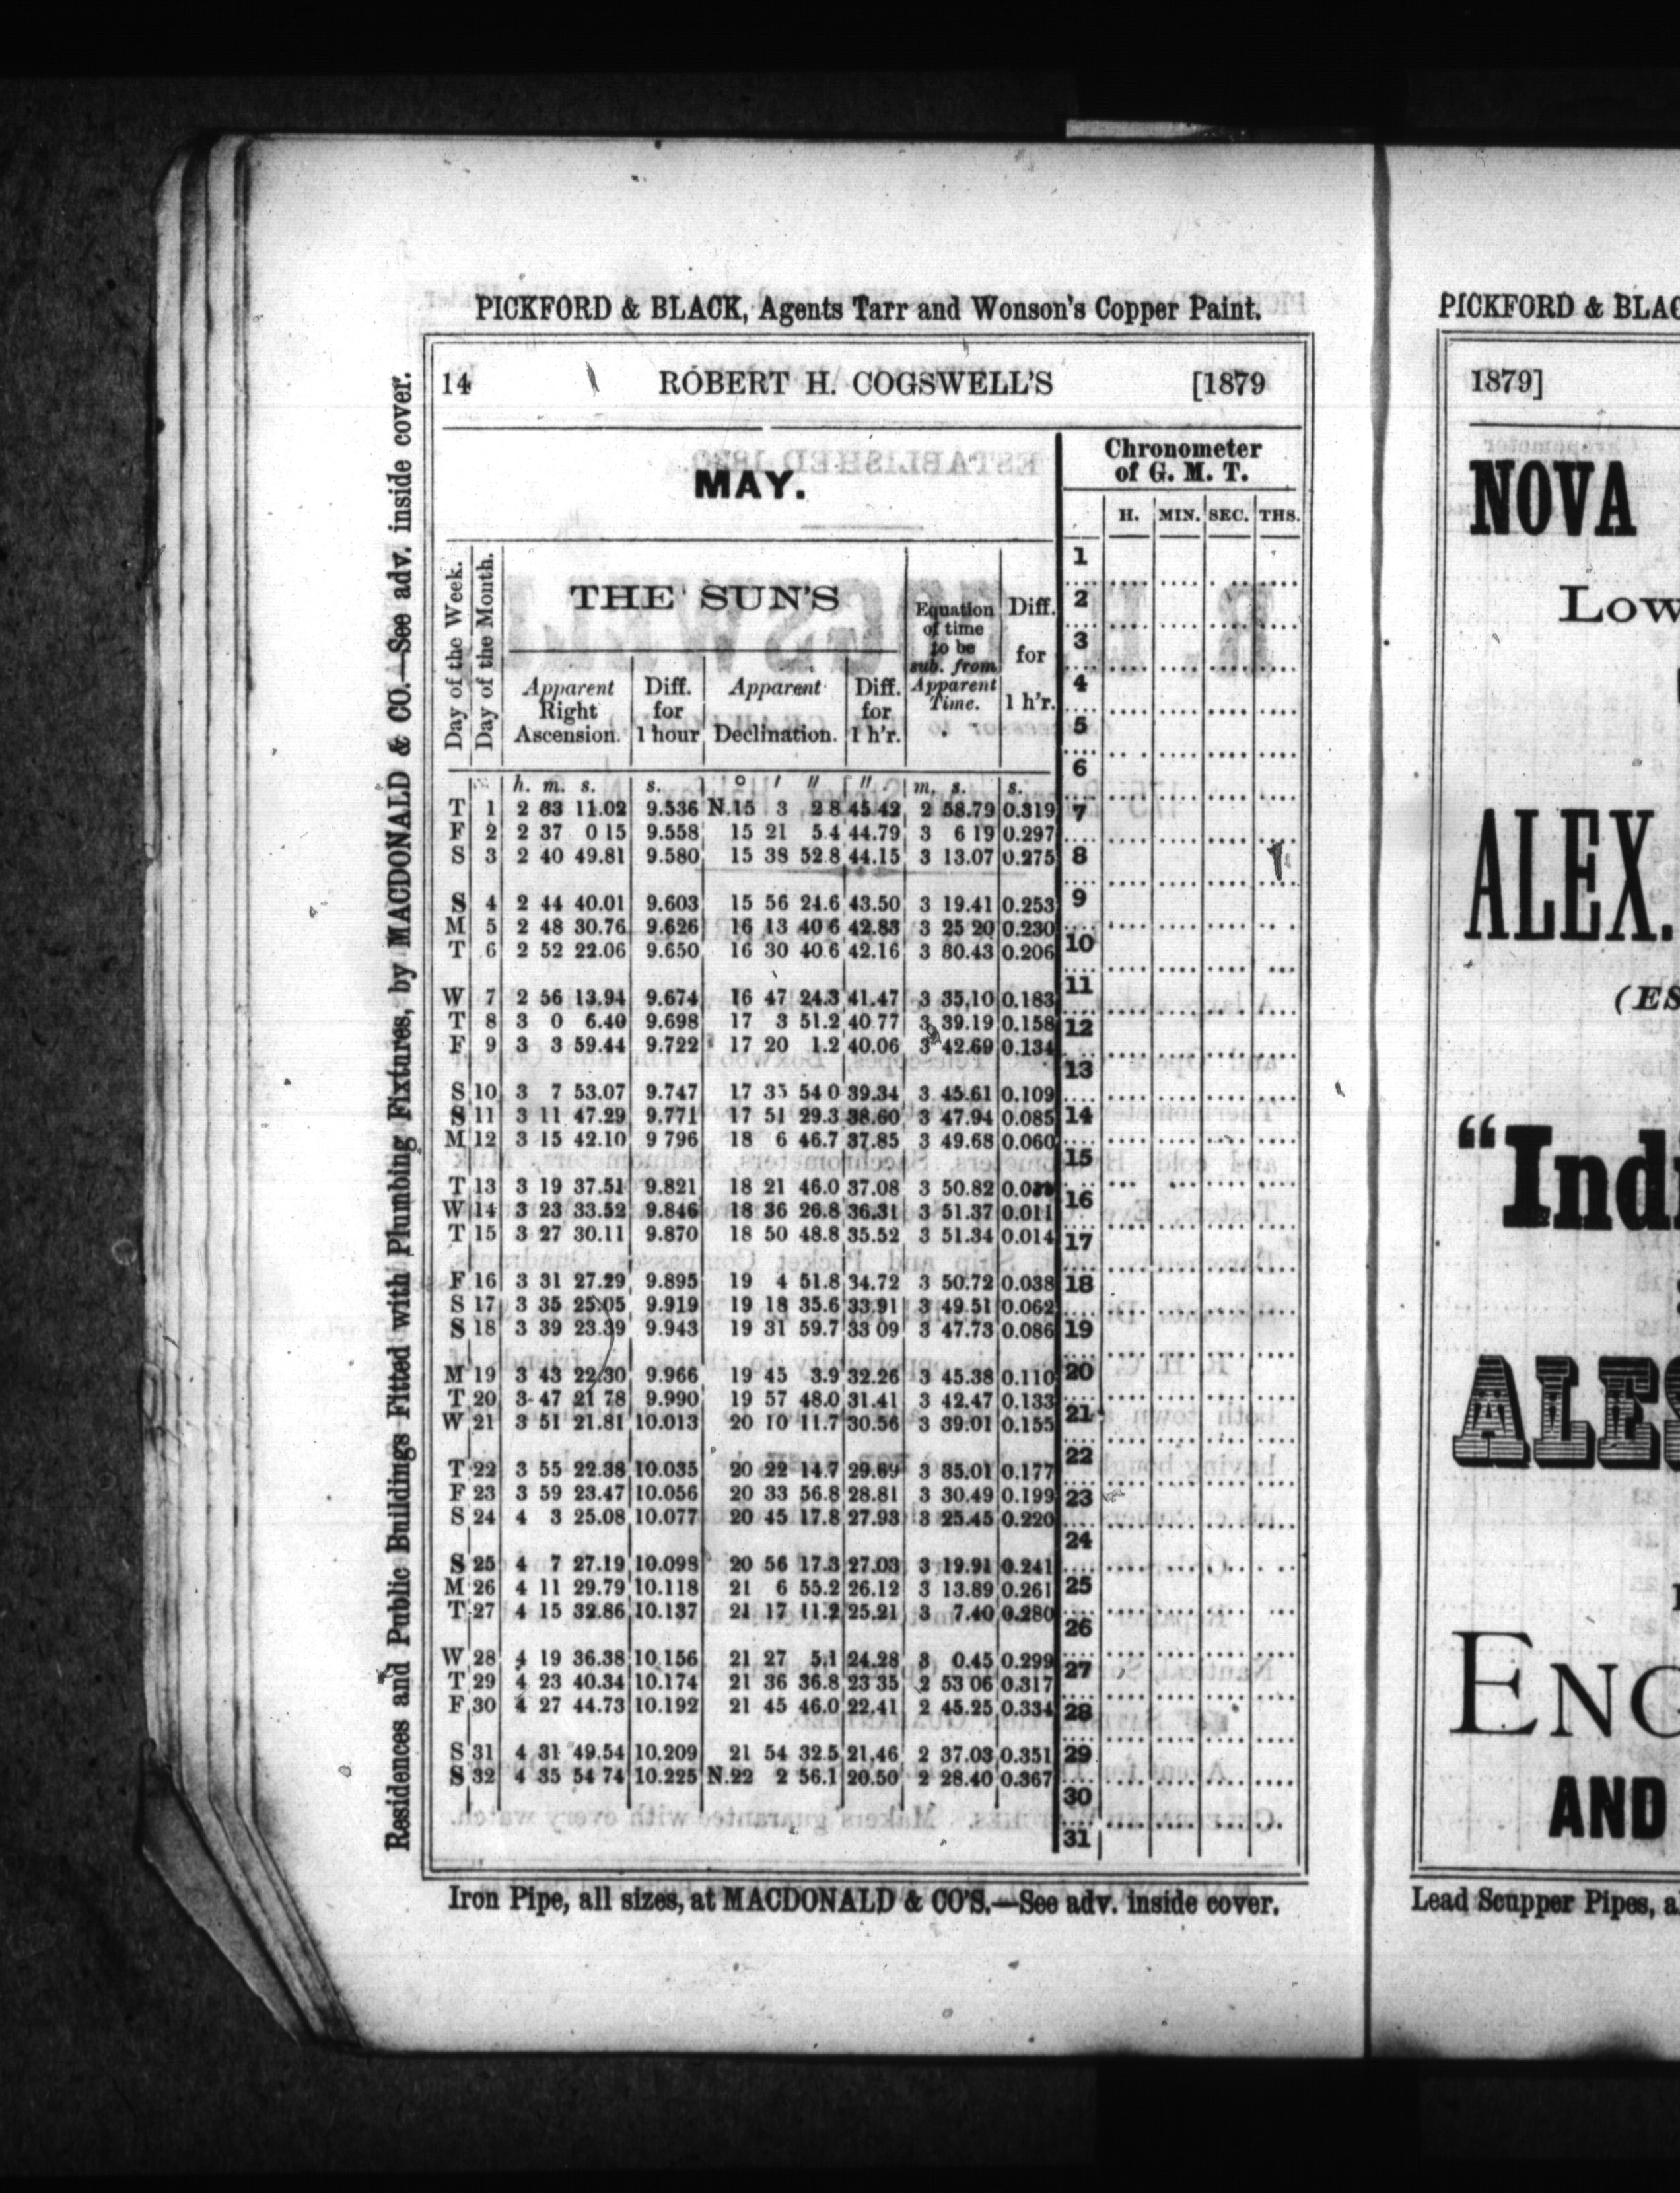 PICKFORD & BLACK, Agents Tarr and Wonson's Copper Paint.
Residences and Public Buildings Fitted with Plumbing Fixtures, by MACDONALD & CO.—See adv. inside cover.
14 ROBERT H. COGSWELL'S [1879
MAY.
Day of the Week.
Day of the Month.
THE SUN'S
Apparent Right Ascension.
Diff. for 1 hour
Apparent Declination.
Diff. for 1 h'r.
Equation of time to be sub. from Apparent Time.
Diff. for 1 h'r.
h. m. s. s. o ' " " m. s. s.
T 1 2 33 11.02 9.536 N.15 3 2 8 45.42 2 58.79 0.319
F 2 2 37 0 15 9.558 15 21 5.4 44.79 3 6 19 0.297
S 3 2 40 49.81 9.580 15 38 52.8 44.15 3 13.07 0.275
S 4 2 44 40.01 9.603 15 56 24.6 43.50 3 19.41 0.253
M 5 2 48 30.76 9.626 16 13 40 6 42.83 3 25 20 0.230
T 6 2 52 22.06 9.650 16 30 40.6 42.16 3 30.43 0.206
W 7 2 56 13.94 9.674 16 47 24.3 41.47 3 35.10 0.183
T 8 3 0 6.40 9.698 17 3 51.2 40.77 3 39.19 0.158
F 9 3 3 59.44 9.722 17 20 1.2 40.06 3 42.69 0.134
S 10 3 7 53.07 9.747 17 35 54 0 39.34 3 45.61 0.109
S 11 3 11 47.29 9.771 17 51 29.3 38.60 3 47.94 0.085
M 12 3 15 42.10 9 796 18 6 46.7 37.85 3 49.68 0.060
T 13 3 19 37.51 9.821 18 21 46.0 37.08 3 50.82
W 14 3 23 33.52 9.846 18 36 26.8 36.31 3 51.37 0.011
T 15 3 27 30.11 9.870 18 50 48.8 35.52 3 51.34 0.014
F 16 3 31 27.29 9.895 19 4 51.8 34.72 3 50.72 0.038
S 17 3 35 25.05 9.919 19 18 35.6 33.91 3 49.51 0.062
S 18 3 39 23.39 9.943 19 31 59.7 33 09 3 47.73 0.086
M 19 3 43 22.30 9.966 19 45 3.9 32.26 3 45.38 0.110
T 20 3 47 21 78 9.990 19 57 48.0 31.41 3 42.47 0.133
W 21 3 51 21.81 10.013 20 10 11.7 30.56 3 39.01 0.155
T 22 3 55 22.38 10.035 20 22 14.7 29.69 3 35.01 0.177
F 23 3 59 23.47 10.056 20 33 56.8 28.81 3 30.49 0.199
S 24 4 3 25.08 10.077 20 45 17.8 27.93 3 25.45 0.220
S 25 4 7 27.19 10.098 20 56 17.3 27.03 3 19.91 0.241
M 26 4 11 29.79 10.118 21 6 55.2 26.12 3 13.89 0.261
T 27 4 15 32.86 10.137 21 17 11.2 25.21 3 7.40 0.280
W 28 4 19 36.38 10.156 21 27 5.1 24.28 3 0.45 0.299
T 29 4 23 40.34 10.174 21 36 36.8 23 35 2 53 06 0.317
F 30 4 27 44.73 10.192 21 45 46.0 22.41 2 45.25 0.334
S 31 4 31 49.54 10.209 21 54 32.5 21.46 2 37.03 0.351
S 32 4 35 54 74 10.225 N.22 2 56.1 20.50 2 28.40 0.367
Chronometer
of G. M. T.
H. MIN. SEC. THS.
1
2
3
4
5
6
7
8
9
10
11
12
13
14
15
16
17
18
19
20
21
22
23
24
25
26
27
28
29
30
31
Iron Pipe, all sizes, at MACDONALD & CO'S.—See adv. inside cover.
PICKFORD & BLAC
1879]
NOVA
Low
ALEX.
(ES
"Indi
ALES
ENG
AND
Lead Scupper Pipes, a